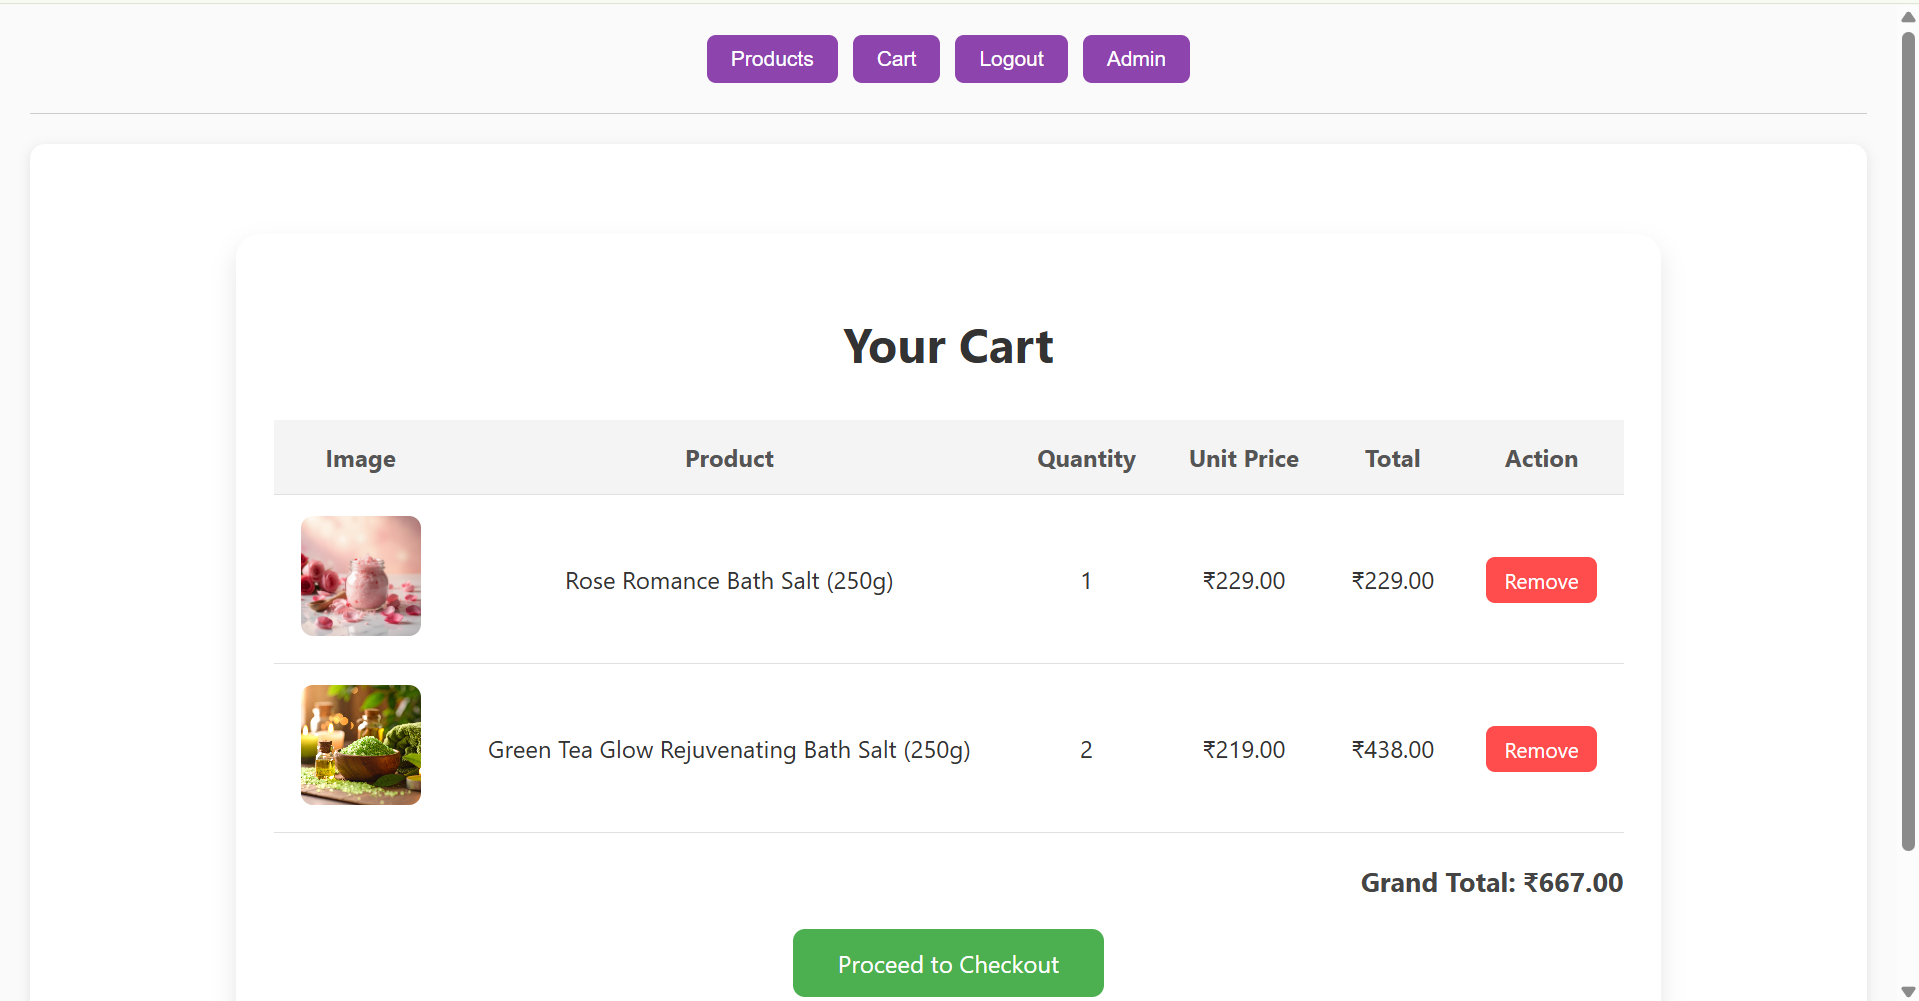 Products Cart Logout Admin
Your Cart
Image Product Quantity Unit Price Total Action
Rose Romance Bath Salt (250g) 1 ₹229.00 ₹229.00 Remove
Green Tea Glow Rejuvenating Bath Salt (250g) 2 ₹219.00 ₹438.00 Remove
Grand Total: ₹667.00
Proceed to Checkout